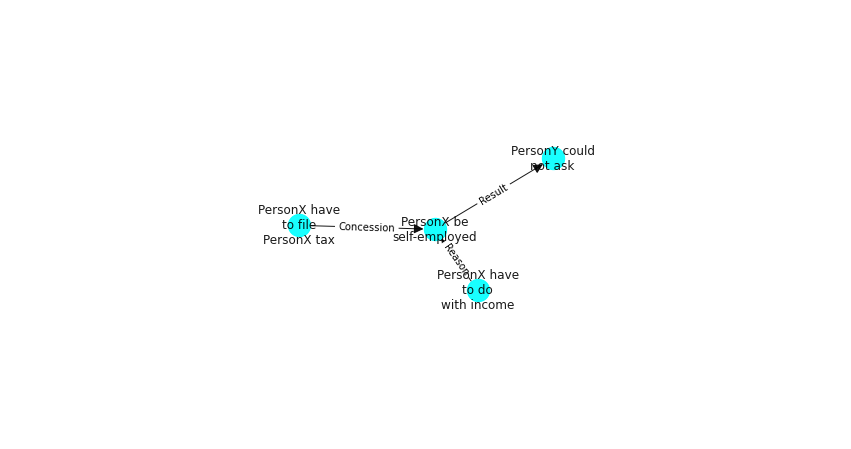 PersonY could
not ask
Result
PersonX have
to file
PersonX tax
Concession
PersonX be
self-employed
Reason
PersonX have
to do
with income